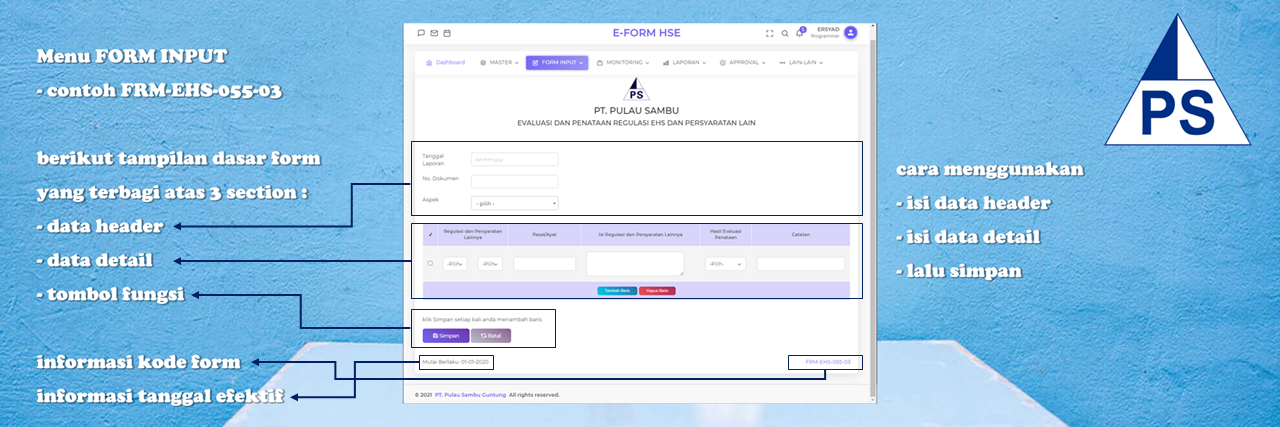 Menu FORM INPUT
- contoh FRM-EHS-055-03
berikut tampilan dasar form
yang terbagi atas 3 section :
- data header
- data detail
- tombol fungsi
informasi kode form
informasi tanggal efektif
E-FORM HSE
5
ERSYAD
Programmer
Dashboard
MASTER
FORM INPUT
MONITORING
LAPORAN
APPROVAL
LAIN-LAIN
PS
PT. PULAU SAMBU
EVALUASI DAN PENATAAN REGULASI EHS DAN PERSYARATAN LAIN
Tanggal
Laporan
No. Dokumen
Aspek
- pilih -
Regulasi dan Persyaratan
Lainnya
Pasal/Ayat
Isi Regulasi dan Persyaratan Lainnya
Hasil Evaluasi
Penataan
Catatan
-Pilih-
-Pilih-
-Pilih-
Tambah Baris
Hapus Baris
klik Simpan setiap kali anda menambah baris
Simpan
Batal
Mulai Berlaku: 01-01-2020
FRM-EHS-055-03
© 2021 PT. Pulau Sambu Guntung All rights reserved.
PS
cara menggunakan
- isi data header
- isi data detail
- lalu simpan